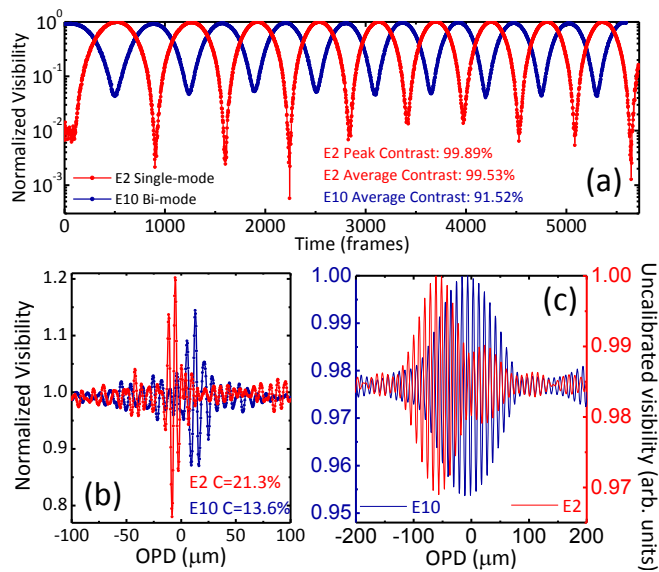 10⁰
10⁻¹
10⁻²
10⁻³
Normalized Visibility
E2 Single-mode
E10 Bi-mode
E2 Peak Contrast: 99.89%
E2 Average Contrast: 99.53%
E10 Average Contrast: 91.52%
(a)
0 1000 2000 3000 4000 5000
Time (frames)
1.2
1.1
1.0
0.9
0.8
Normalized Visibility
(b)
E2 C=21.3%
E10 C=13.6%
-100 -50 0 50 100
OPD (μm)
1.00
0.99
0.98
0.97
0.96
0.95
(c)
E10
E2
1.00
0.99
0.98
0.97
Uncalibrated visibility (arb. units)
-200 -100 0 100 200
OPD (μm)